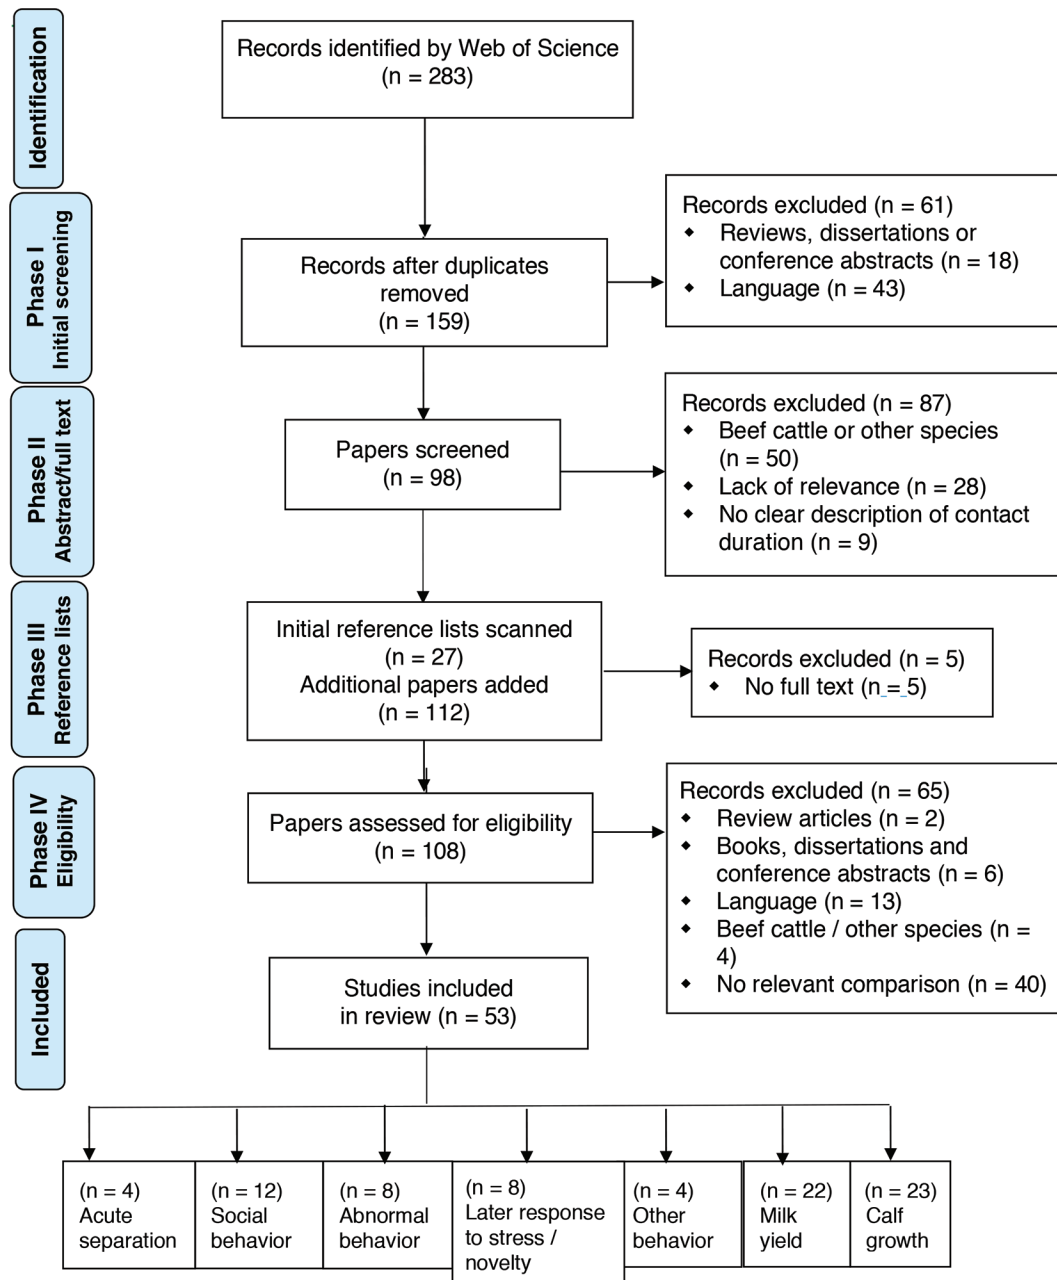 Identification
Records identified by Web of Science
(n = 283)
Phase I
Initial screening
Records after duplicates
removed
(n = 159)
Records excluded (n = 61)
◆ Reviews, dissertations or
conference abstracts (n = 18)
◆ Language (n = 43)
Phase II
Abstract/full text
Papers screened
(n = 98)
Records excluded (n = 87)
◆ Beef cattle or other species
(n = 50)
◆ Lack of relevance (n = 28)
◆ No clear description of contact
duration (n = 9)
Phase III
Reference lists
Initial reference lists scanned
(n = 27)
Additional papers added
(n = 112)
Records excluded (n = 5)
◆ No full text (n = 5)
Phase IV
Eligibility
Papers assessed for eligibility
(n = 108)
Records excluded (n = 65)
◆ Review articles (n = 2)
◆ Books, dissertations and
conference abstracts (n = 6)
◆ Language (n = 13)
◆ Beef cattle / other species (n =
4)
◆ No relevant comparison (n = 40)
Included
Studies included
in review (n = 53)
(n = 4)
Acute
separation
(n = 12)
Social
behavior
(n = 8)
Abnormal
behavior
(n = 8)
Later response
to stress /
novelty
(n = 4)
Other
behavior
(n = 22)
Milk
yield
(n = 23)
Calf
growth